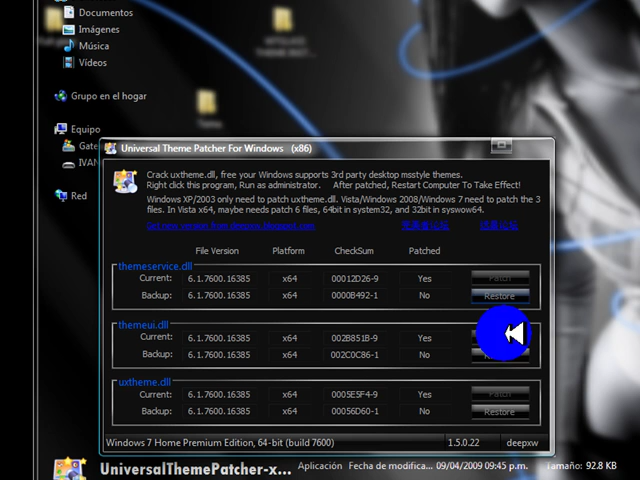 Documentos
Imágenes
Música
Vídeos
Grupo en el hogar
Equipo
Gate
IVAN
Red
Universal Theme Patcher For Windows (x86)
Crack uxtheme.dll, free your Windows supports 3rd party desktop msstyle themes.
Right click this program, Run as administrator. After patched, Restart Computer To Take Effect!
Windows XP/2003 only need to patch uxtheme.dll. Vista/Windows 2008/Windows 7 need to patch the 3
files. In Vista x64, maybe needs patch 6 files, 64bit in system32, and 32bit in syswow64.
Get new version from deepxw.blogspot.com
File Version Platform CheckSum Patched
themeservice.dll
Current: 6.1.7600.16385 x64 00012D26-9 Yes Patch
Backup: 6.1.7600.16385 x64 0000B492-1 No Restore
themeui.dll
Current: 6.1.7600.16385 x64 002B851B-9 Yes
Backup: 6.1.7600.16385 x64 002C0C86-1 No
uxtheme.dll
Current: 6.1.7600.16385 x64 0005E5F4-9 Yes Patch
Backup: 6.1.7600.16385 x64 00056D60-1 No Restore
Windows 7 Home Premium Edition, 64-bit (build 7600) 1.5.0.22 deepxw
UniversalThemePatcher-x... Aplicación Fecha de modifica... 09/04/2009 09:45 p.m. Tamaño: 92.8 KB